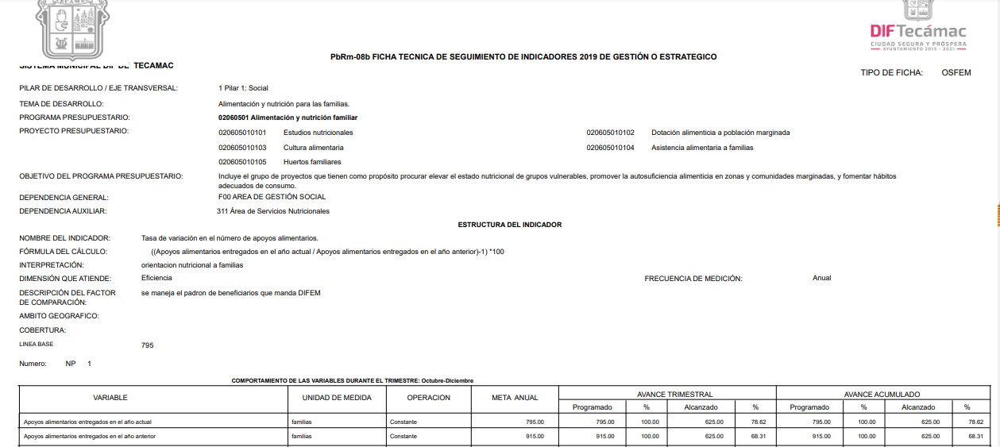 DIF Tecámac
CIUDAD SEGURA Y PRÓSPERA
AYUNTAMIENTO 2019 - 2021
PbRm-08b FICHA TECNICA DE SEGUIMIENTO DE INDICADORES 2019 DE GESTIÓN O ESTRATEGICO
SISTEMA MUNICIPAL DIF DE TECAMAC
TIPO DE FICHA: OSFEM
PILAR DE DESARROLLO / EJE TRANSVERSAL: 1 Pilar 1: Social
TEMA DE DESARROLLO: Alimentación y nutrición para las familias.
PROGRAMA PRESUPUESTARIO: 02060501 Alimentación y nutrición familiar
PROYECTO PRESUPUESTARIO: 020605010101 Estudios nutricionales 020605010102 Dotación alimenticia a población marginada
020605010103 Cultura alimentaria 020605010104 Asistencia alimentaria a familias
020605010105 Huertos familiares
OBJETIVO DEL PROGRAMA PRESUPUESTARIO: Incluye el grupo de proyectos que tienen como propósito procurar elevar el estado nutricional de grupos vulnerables, promover la autosuficiencia alimenticia en zonas y comunidades marginadas, y fomentar hábitos
adecuados de consumo.
DEPENDENCIA GENERAL: F00 AREA DE GESTIÓN SOCIAL
DEPENDENCIA AUXILIAR: 311 Área de Servicios Nutricionales
ESTRUCTURA DEL INDICADOR
NOMBRE DEL INDICADOR: Tasa de variación en el número de apoyos alimentarios.
FÓRMULA DEL CÁLCULO: ((Apoyos alimentarios entregados en el año actual / Apoyos alimentarios entregados en el año anterior)-1) *100
INTERPRETACIÓN: orientacion nutricional a familias
DIMENSIÓN QUE ATIENDE: Eficiencia FRECUENCIA DE MEDICIÓN: Anual
DESCRIPCIÓN DEL FACTOR se maneja el padron de beneficiarios que manda DIFEM
DE COMPARACIÓN:
AMBITO GEOGRAFICO:
COBERTURA:
LINEA BASE 795
Numero: NP 1
COMPORTAMIENTO DE LAS VARIABLES DURANTE EL TRIMESTRE: Octubre-Diciembre
VARIABLE UNIDAD DE MEDIDA OPERACION META ANUAL AVANCE TRIMESTRAL AVANCE ACUMULADO
Programado % Alcanzado % Programado % Alcanzado %
Apoyos alimentarios entregados en el año actual familias Constante 795.00 795.00 100.00 625.00 78.62 795.00 100.00 625.00 78.62
Apoyos alimentarios entregados en el año anterior familias Constante 915.00 915.00 100.00 625.00 68.31 915.00 100.00 625.00 68.31